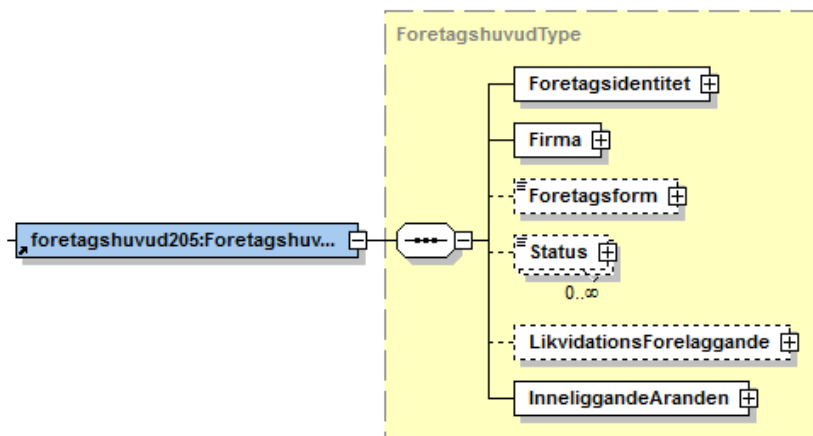 ForetagshuvudType
Foretagsidentitet
Firma
Foretagsform
foretagshuvud205:Foretagshuv...
Status
0..∞
LikvidationsForelaggande
InneliggandeAranden